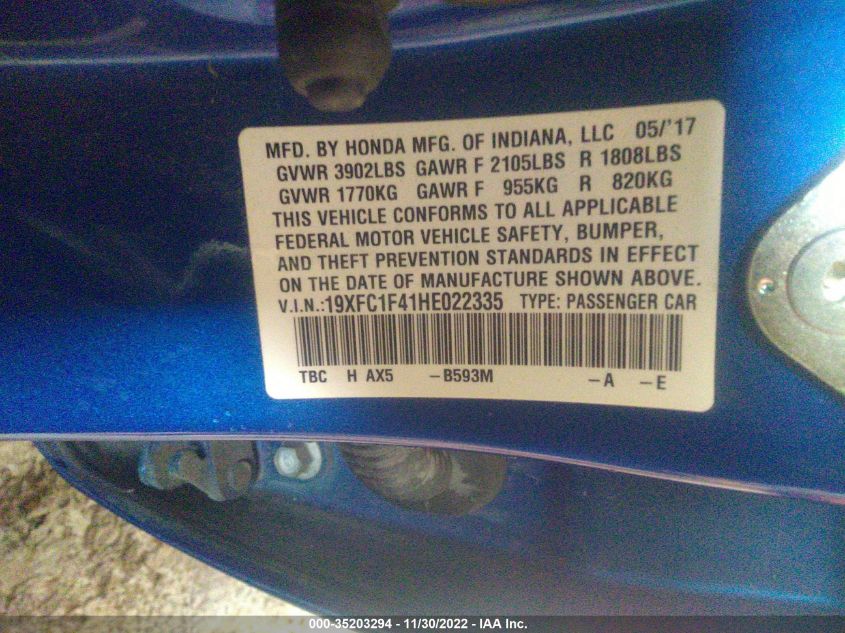 MFD. BY HONDA MFG. OF INDIANA, LLC 05/'17
GVWR 3902LBS GAWR F 2105LBS R 1808LBS
GVWR 1770KG GAWR F 955KG R 820KG
THIS VEHICLE CONFORMS TO ALL APPLICABLE
FEDERAL MOTOR VEHICLE SAFETY, BUMPER,
AND THEFT PREVENTION STANDARDS IN EFFECT
ON THE DATE OF MANUFACTURE SHOWN ABOVE.
V.I.N.:19XFC1F41HE022335 TYPE: PASSENGER CAR
TBC H AX5 -B593M -A -E
000-35203294 - 11/30/2022 - IAA Inc.